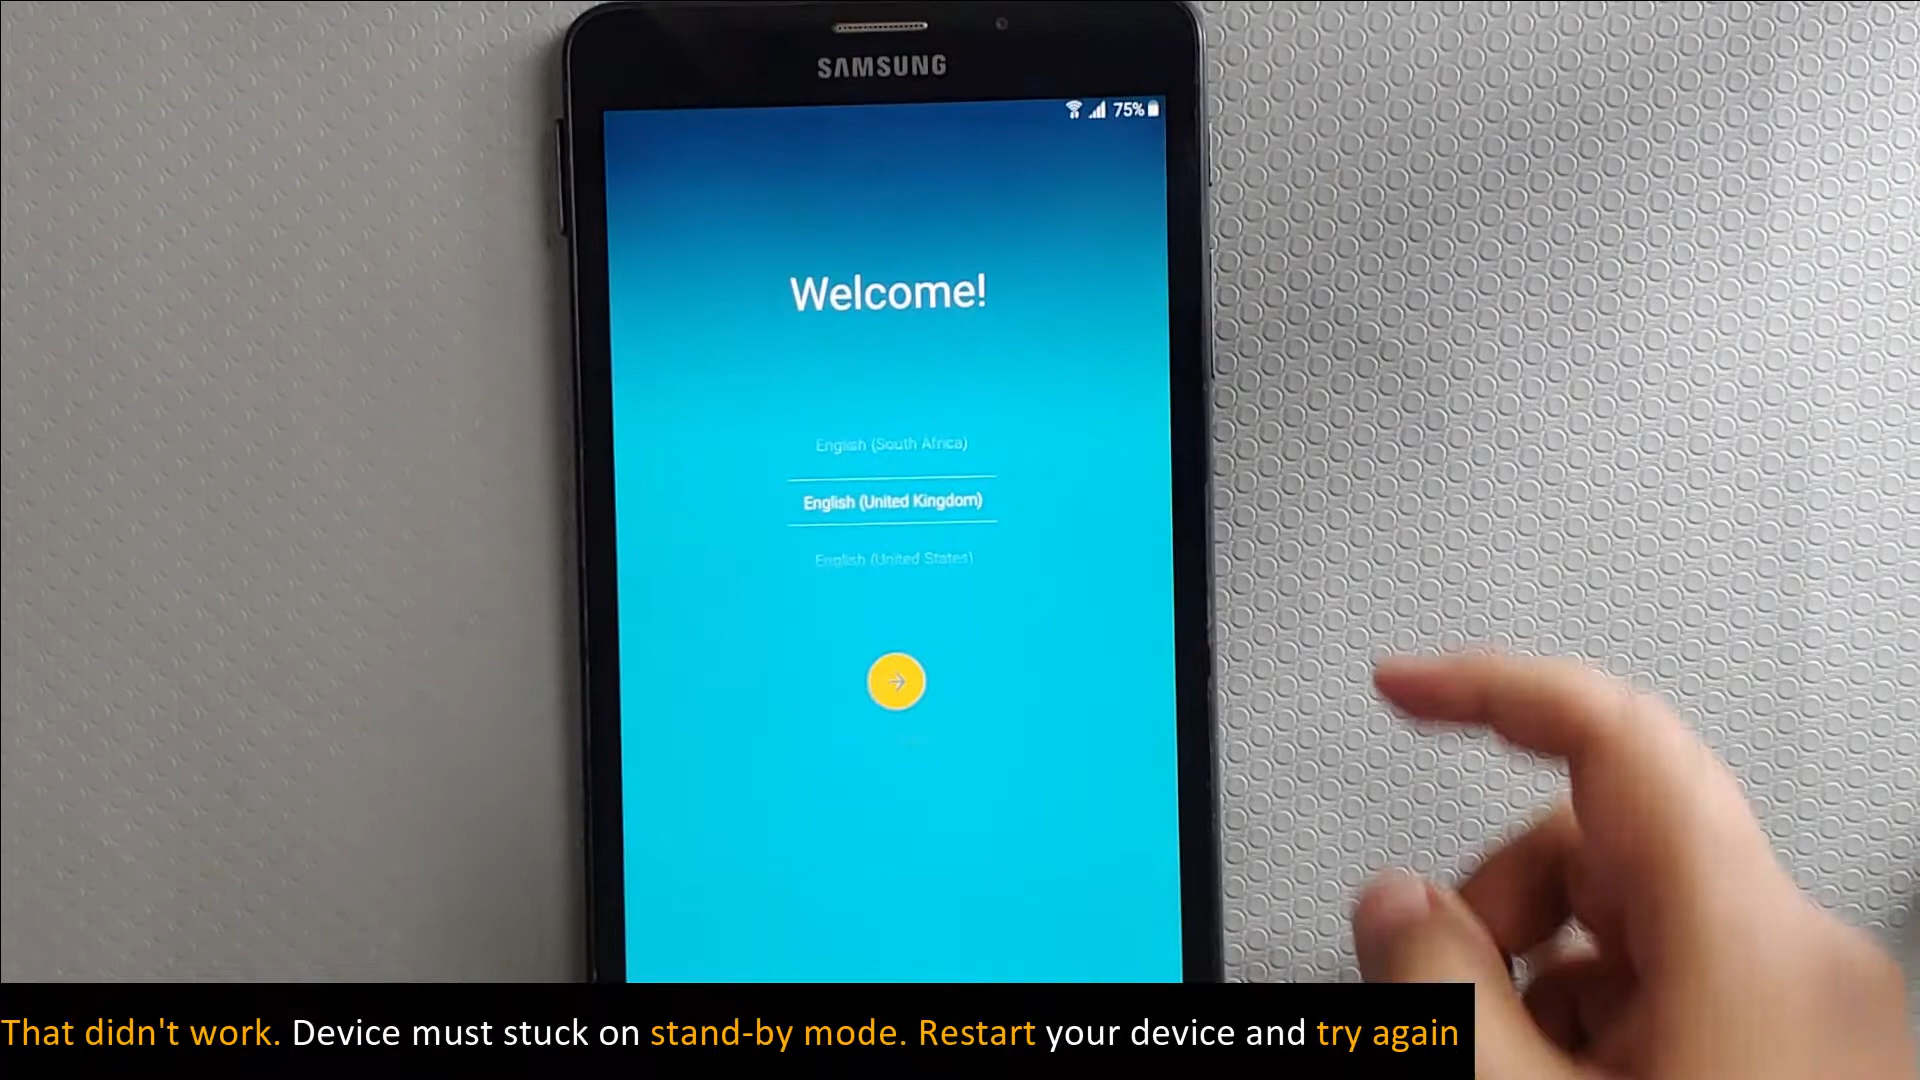 SAMSUNG
75%
Welcome!
English (South Africa)
English (United Kingdom)
English (United States)
That didn't work. Device must stuck on stand-by mode. Restart your device and try again